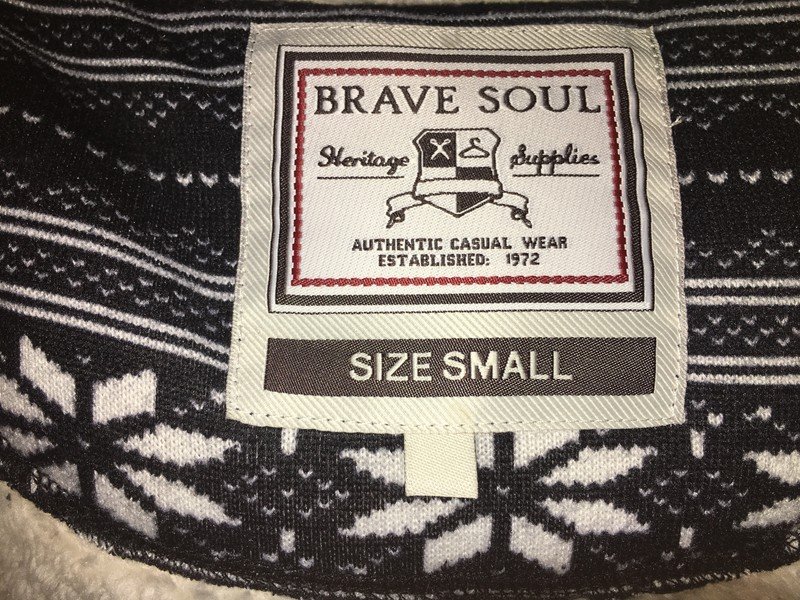 BRAVE SOUL
Heritage Supplies
AUTHENTIC CASUAL WEAR
ESTABLISHED: 1972
SIZE SMALL